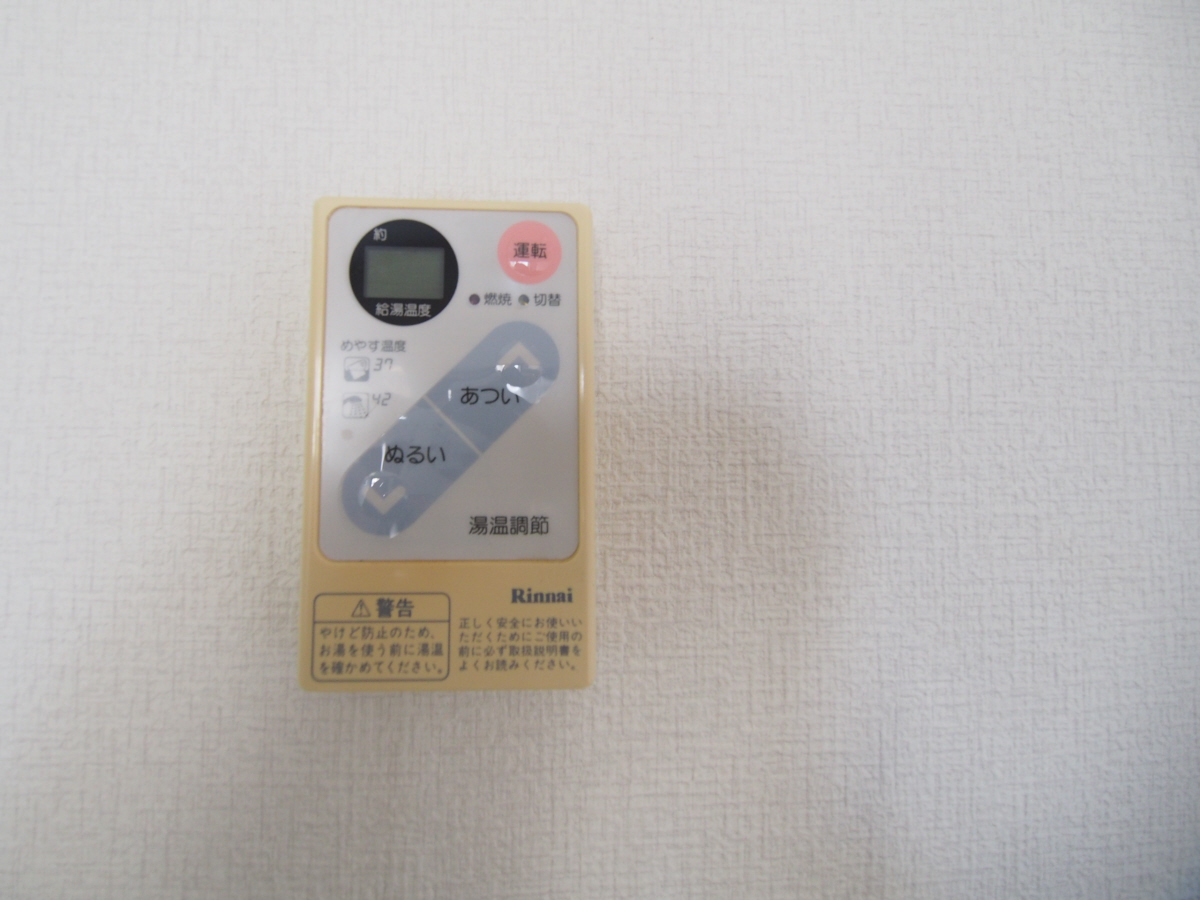 約
給湯温度
運転
燃焼 切替
めやす温度
37
42
あつい
ぬるい
湯温調節
Rinnai
⚠警告
やけど防止のため、
お湯を使う前に湯温
を確かめてください。
正しく安全にお使いい
ただくためにご使用の
前に必ず取扱説明書を
よくお読みください。